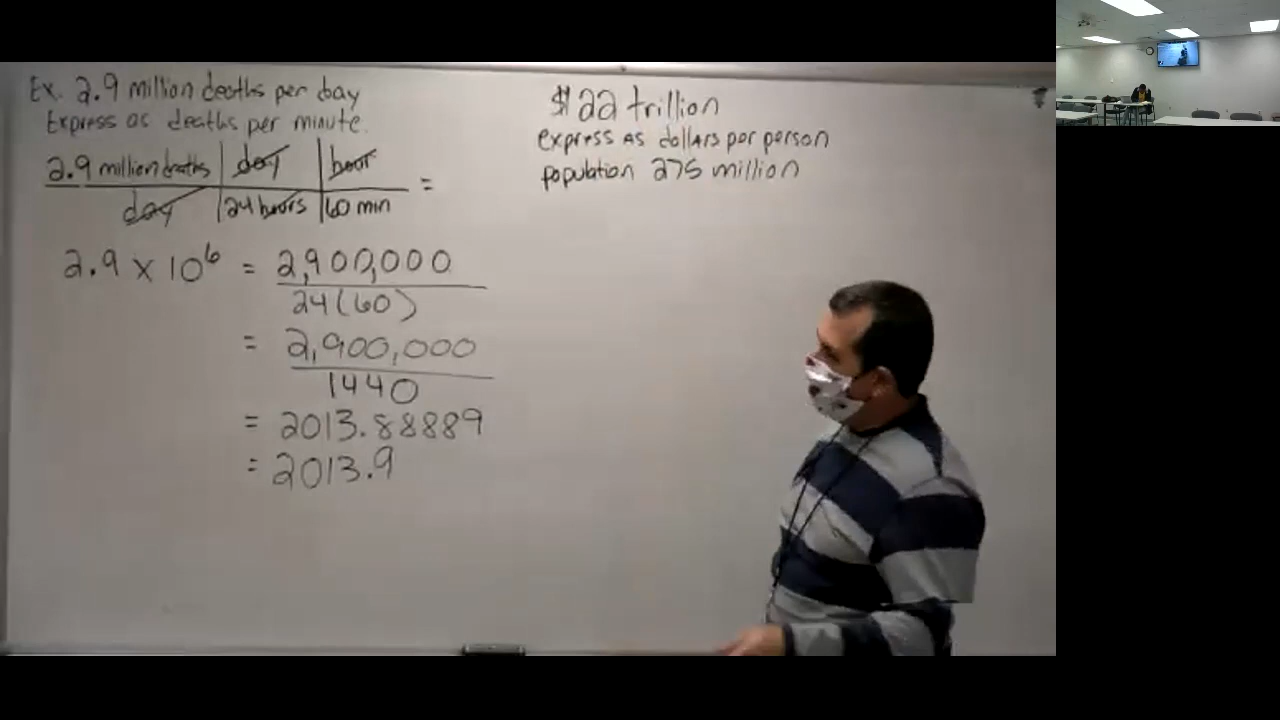 Ex. 2.9 million deaths per day
Express as deaths per minute.
2.9 million deaths | day | hour
day | 24 hours | 60 min =
2.9 x 10^6 = 2,900,000
24(60)
= 2,900,000
1440
= 2013.88889
= 2013.9
$22 trillion
express as dollars per person
population 275 million